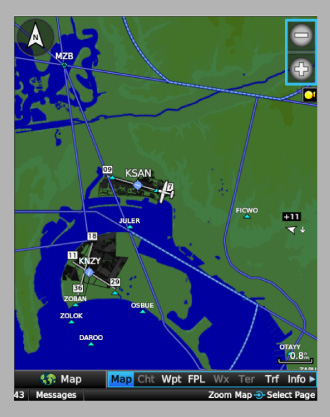 N
MZB
09
KSAN
JULER
FICWO
+11
18
11
KNZY
36
29
ZOBAN
OSBUE
ZOLOK
DAROO
OTAYY
0.8
Map
Map Cht Wpt FPL Wx Ter Trf Info
43 Messages
Zoom Map Select Page